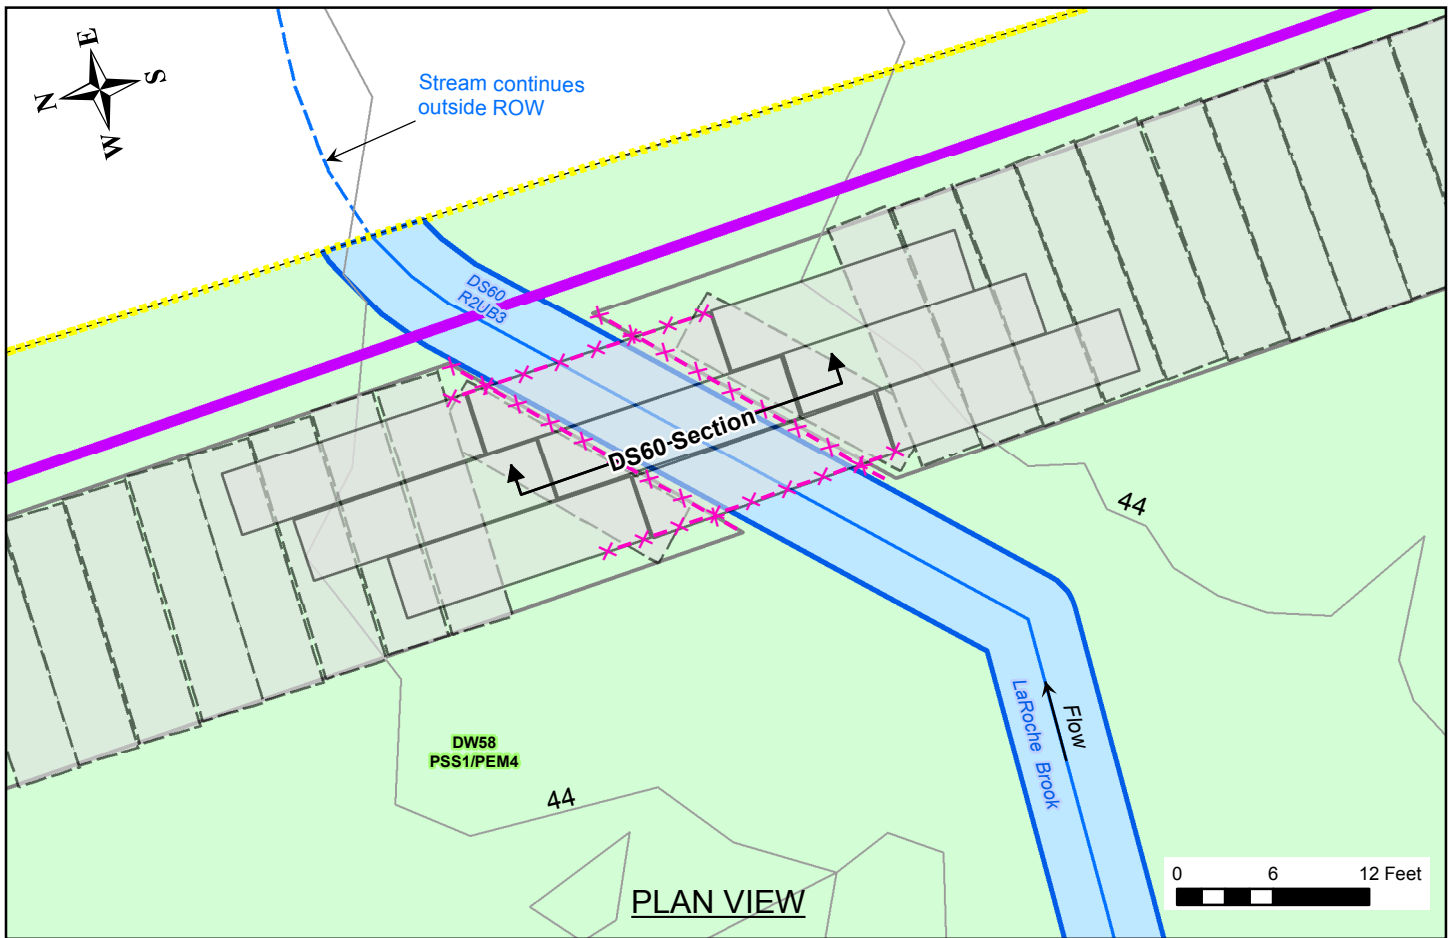 E
N
S
W
Stream continues
outside ROW
DS60
R2UB3
DS60-Section
44
DW58
PSS1/PEM4
44
LaRoche Brook
Flow
PLAN VIEW
0 6 12 Feet